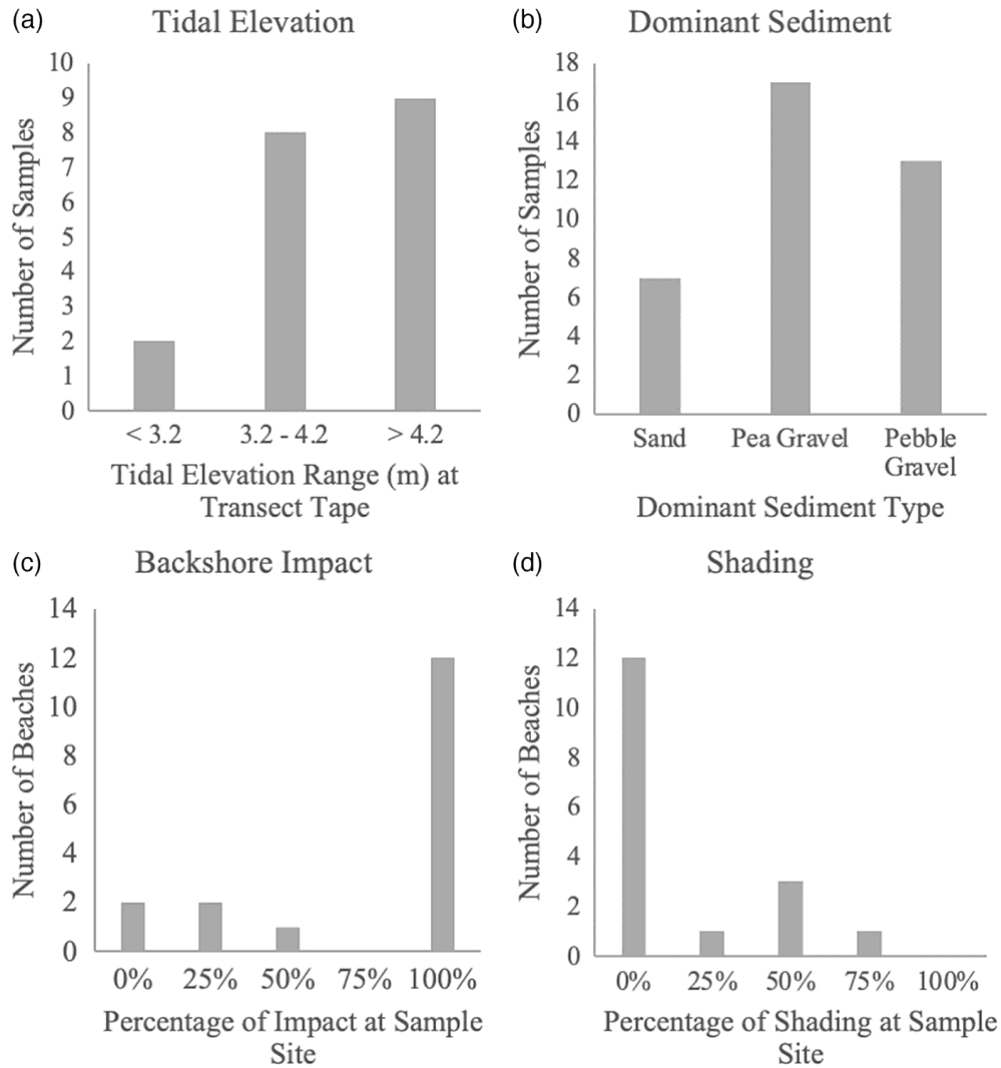 (a)
Tidal Elevation
Number of Samples
10
9
8
7
6
5
4
3
2
1
0
< 3.2
3.2 - 4.2
> 4.2
Tidal Elevation Range (m) at
Transect Tape
(b)
Dominant Sediment
Number of Samples
18
16
14
12
10
8
6
4
2
0
Sand
Pea Gravel
Pebble
Gravel
Dominant Sediment Type
(c)
Backshore Impact
Number of Beaches
14
12
10
8
6
4
2
0
0%
25%
50%
75%
100%
Percentage of Impact at Sample
Site
(d)
Shading
Number of Beaches
14
12
10
8
6
4
2
0
0%
25%
50%
75%
100%
Percentage of Shading at Sample
Site